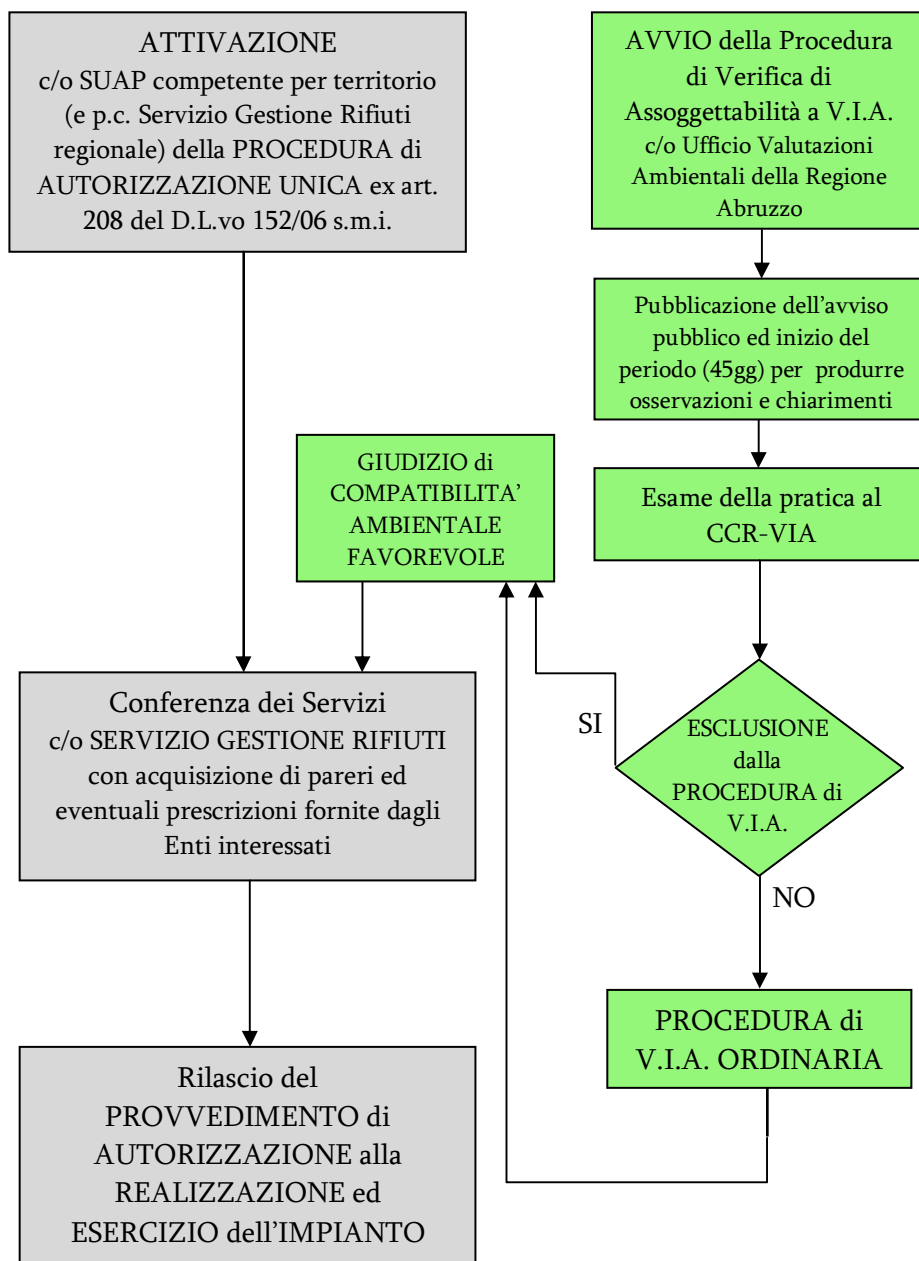 ATTIVAZIONE
c/o SUAP competente per territorio
(e p.c. Servizio Gestione Rifiuti
regionale) della PROCEDURA di
AUTORIZZAZIONE UNICA ex art.
208 del D.L.vo 152/06 s.m.i.
AVVIO della Procedura
di Verifica di
Assoggettabilità a V.I.A.
c/o Ufficio Valutazioni
Ambientali della Regione
Abruzzo
Pubblicazione dell’avviso
pubblico ed inizio del
periodo (45gg) per produrre
osservazioni e chiarimenti
GIUDIZIO di
COMPATIBILITA’
AMBIENTALE
FAVOREVOLE
Esame della pratica al
CCR-VIA
Conferenza dei Servizi
c/o SERVIZIO GESTIONE RIFIUTI
con acquisizione di pareri ed
eventuali prescrizioni fornite dagli
Enti interessati
SI
ESCLUSIONE
dalla
PROCEDURA di
V.I.A.
NO
PROCEDURA di
V.I.A. ORDINARIA
Rilascio del
PROVVEDIMENTO di
AUTORIZZAZIONE alla
REALIZZAZIONE ed
ESERCIZIO dell'IMPIANTO